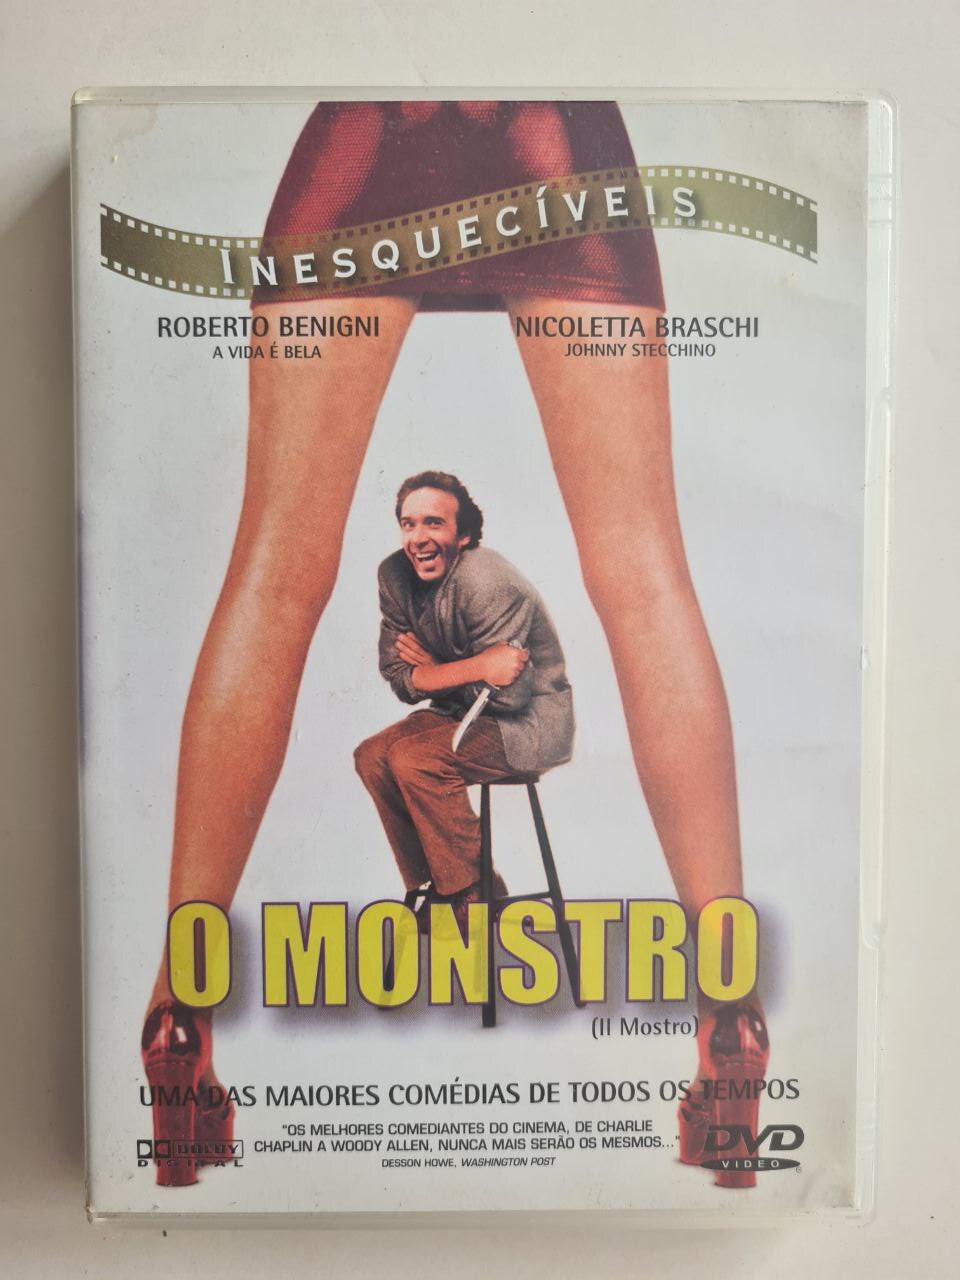 INESQUECÍVEIS
ROBERTO BENIGNI
A VIDA É BELA
NICOLETTA BRASCHI
JOHNNY STECCHINO
O MONSTRO
(Il Mostro)
UMA DAS MAIORES COMÉDIAS DE TODOS OS TEMPOS
"OS MELHORES COMEDIANTES DO CINEMA, DE CHARLIE
CHAPLIN A WOODY ALLEN, NUNCA MAIS SERÃO OS MESMOS..."
DESSON HOWE, WASHINGTON POST
DOLBY
DIGITAL
DVD
VIDEO